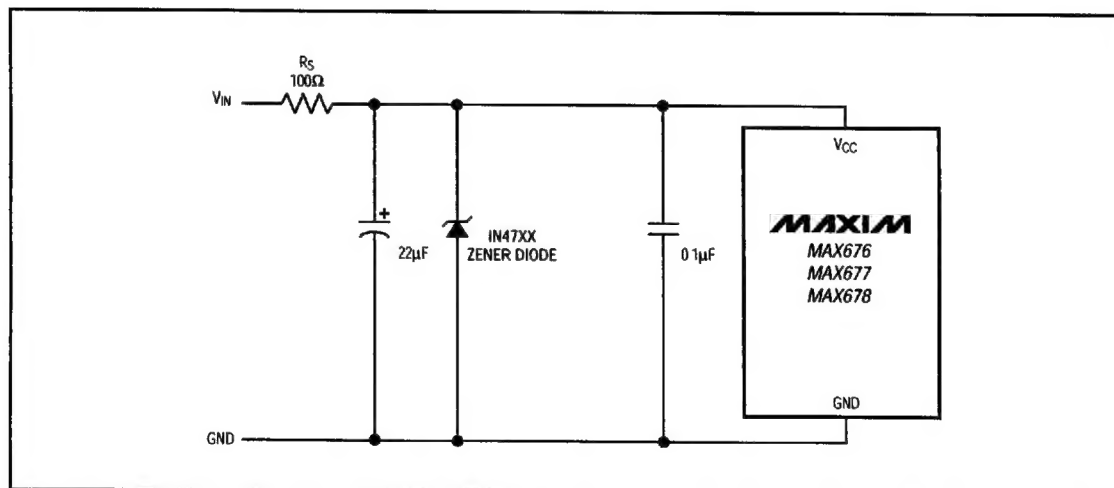 RS
100Ω
VIN
VCC
+
22µF
IN47XX
ZENER DIODE
0 1µF
MAXIM
MAX676
MAX677
MAX678
GND
GND